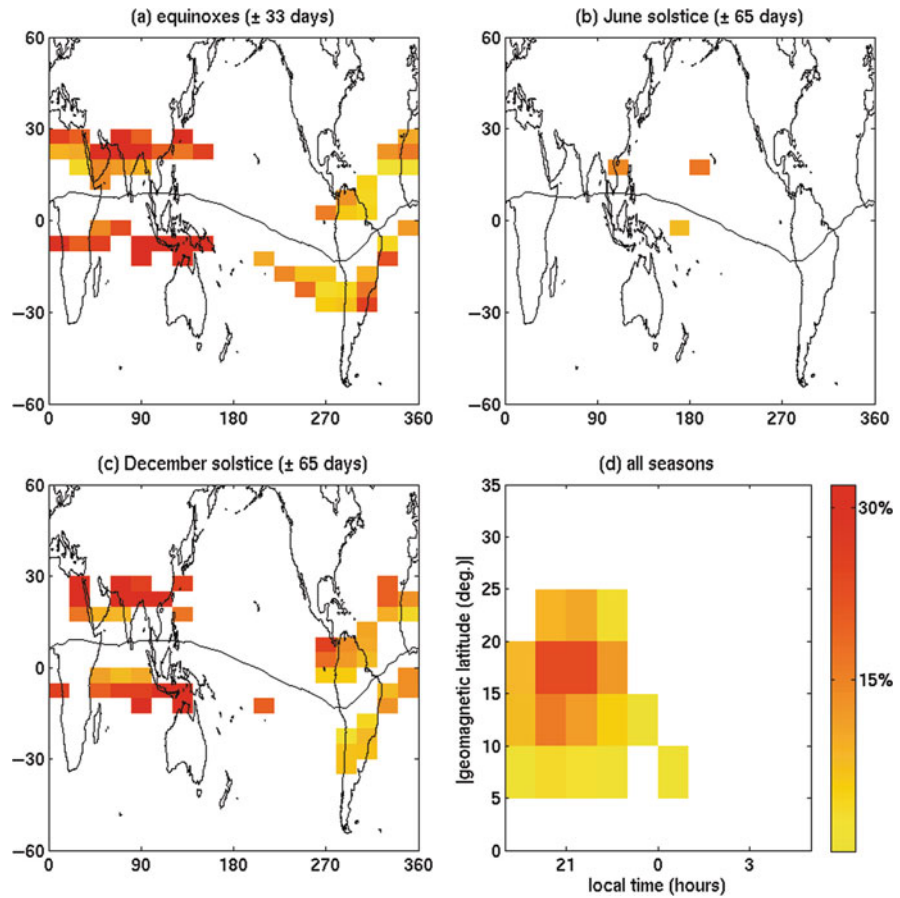 (a) equinoxes (± 33 days)
(b) June solstice (± 65 days)
60
30
0
−30
−60
0 90 180 270 360
60
30
0
−30
−60
0 90 180 270 360
(c) December solstice (± 65 days)
(d) all seasons
60
30
0
−30
−60
0 90 180 270 360
|geomagnetic latitude (deg.)|
35
30
25
20
15
10
5
0
21 0 3
local time (hours)
30%
15%